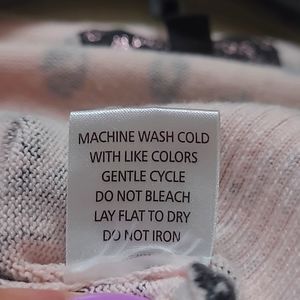 MACHINE WASH COLD
WITH LIKE COLORS
GENTLE CYCLE
DO NOT BLEACH
LAY FLAT TO DRY
DO NOT IRON